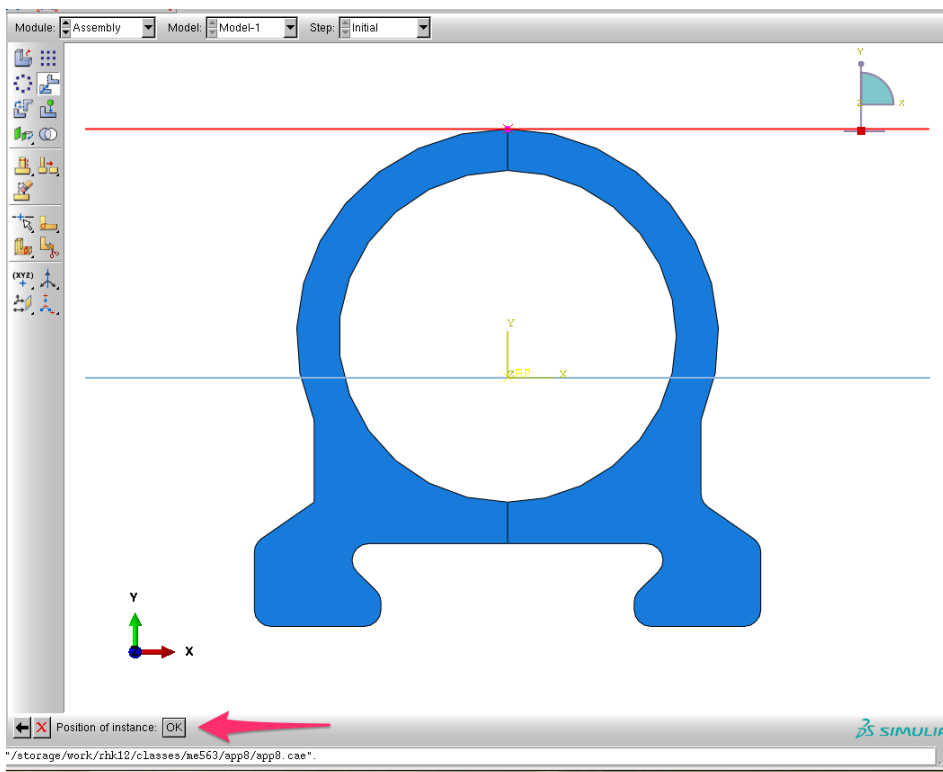 Module: Assembly Model: Model-1 Step: Initial
(XYZ)
Y
Z X
Y
RP X
Y
Z X
Position of instance: OK
SIMULIA
"/storage/work/rhk12/classes/me563/app8/app8.cae".